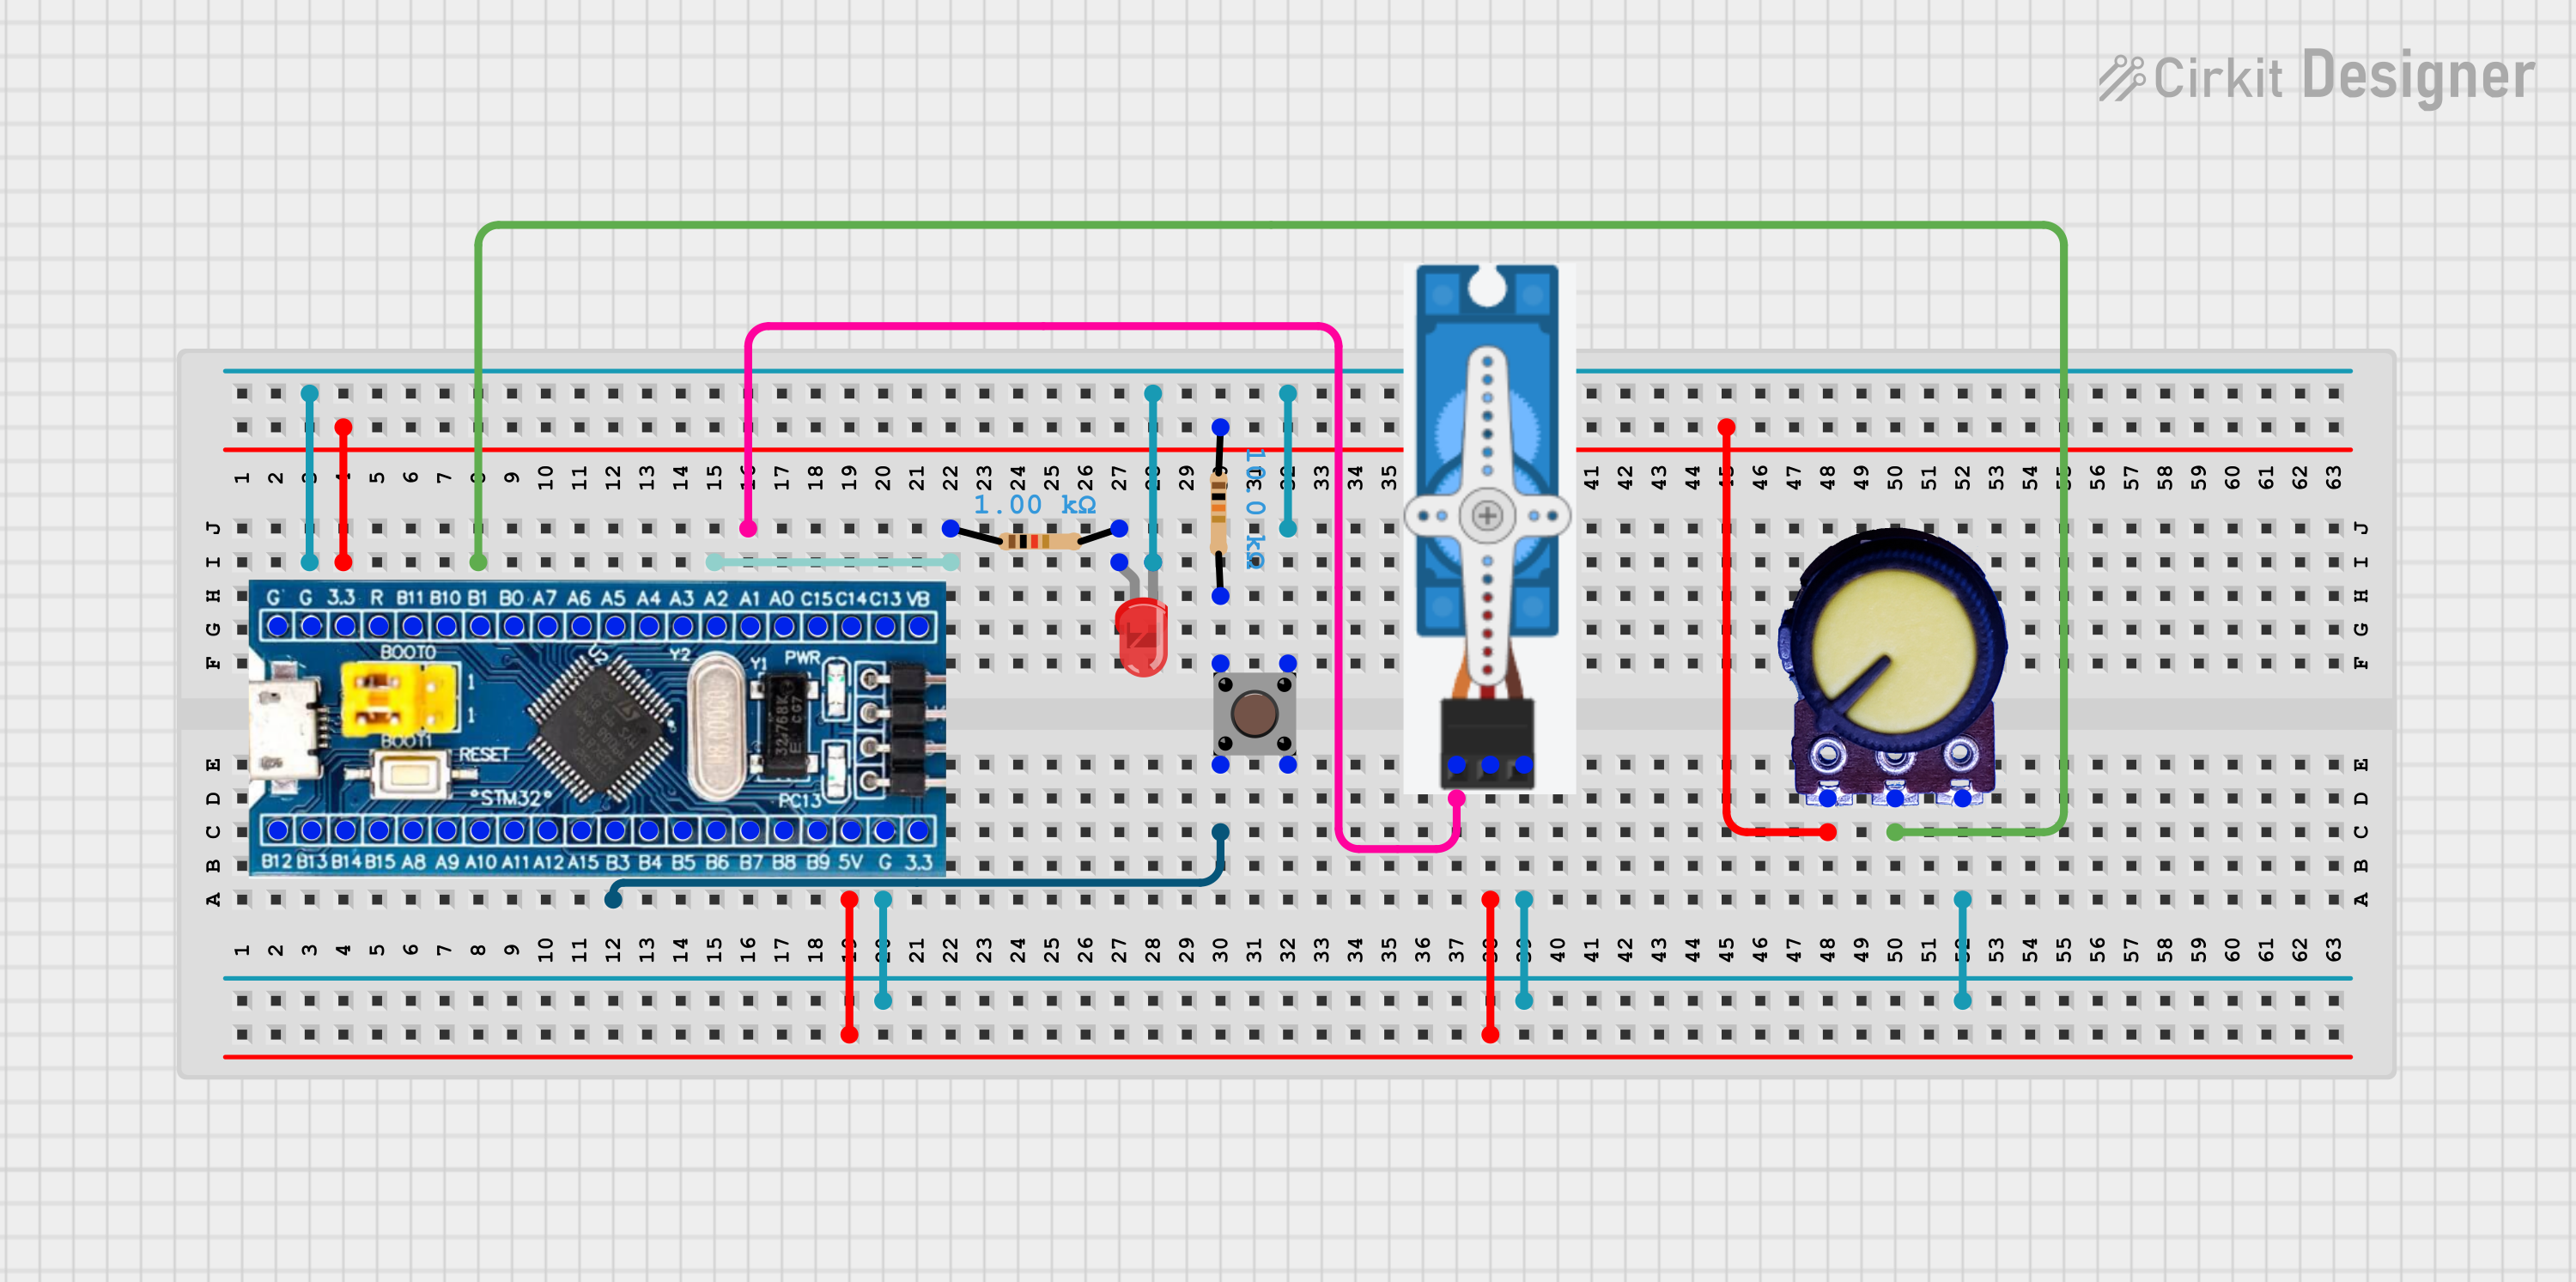 Cirkit Designer
1 2 3 4 5 6 7 8 9 10 11 12 13 14 15 16 17 18 19 20 21 22 23 24 25 26 27 28 29 30 31 32 33 34 35 41 42 43 44 45 46 47 48 49 50 51 52 53 54 55 56 57 58 59 60 61 62 63
1.00 kΩ
10.0 kΩ
J J
I I
H H
G G
F F
G G 3.3 R B11 B10 B1 B0 A7 A6 A5 A4 A3 A2 A1 A0 C15 C14 C13 VB
BOOT0
U2
Y2
Y1
PWR
1
1
BOOT1
RESET
°STM32°
PC13
8.00000
32.768K
E E
D D
C C
B B
A A
B12 B13 B14 B15 A8 A9 A10 A11 A12 A15 B3 B4 B5 B6 B7 B8 B9 5V G 3.3
1 2 3 4 5 6 7 8 9 10 11 12 13 14 15 16 17 18 19 20 21 22 23 24 25 26 27 28 29 30 31 32 33 34 35 36 37 38 39 40 41 42 43 44 45 46 47 48 49 50 51 52 53 54 55 56 57 58 59 60 61 62 63